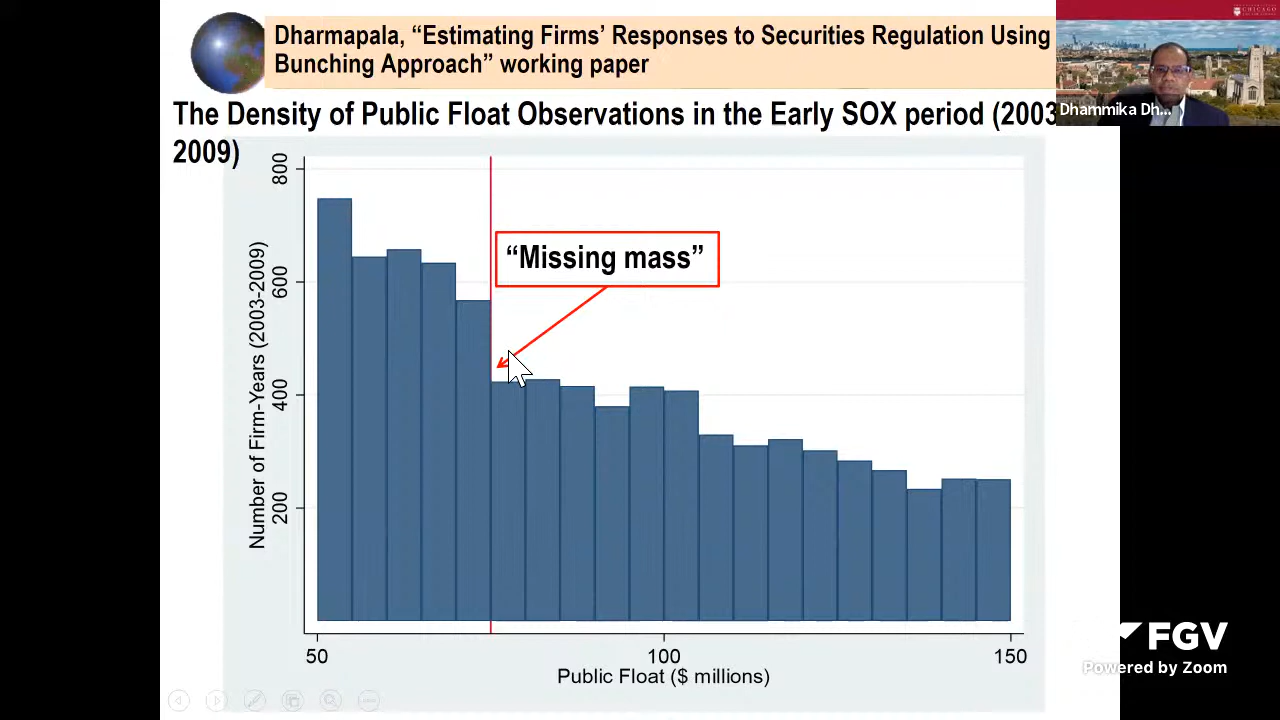 Dharmapala, “Estimating Firms’ Responses to Securities Regulation Using
Bunching Approach” working paper
CHICAGO
Dhammika Dh...
The Density of Public Float Observations in the Early SOX period (2003
2009)
“Missing mass”
Number of Firm-Years (2003-2009)
800
600
400
200
50
100
150
Public Float ($ millions)
FGV
Powered by Zoom